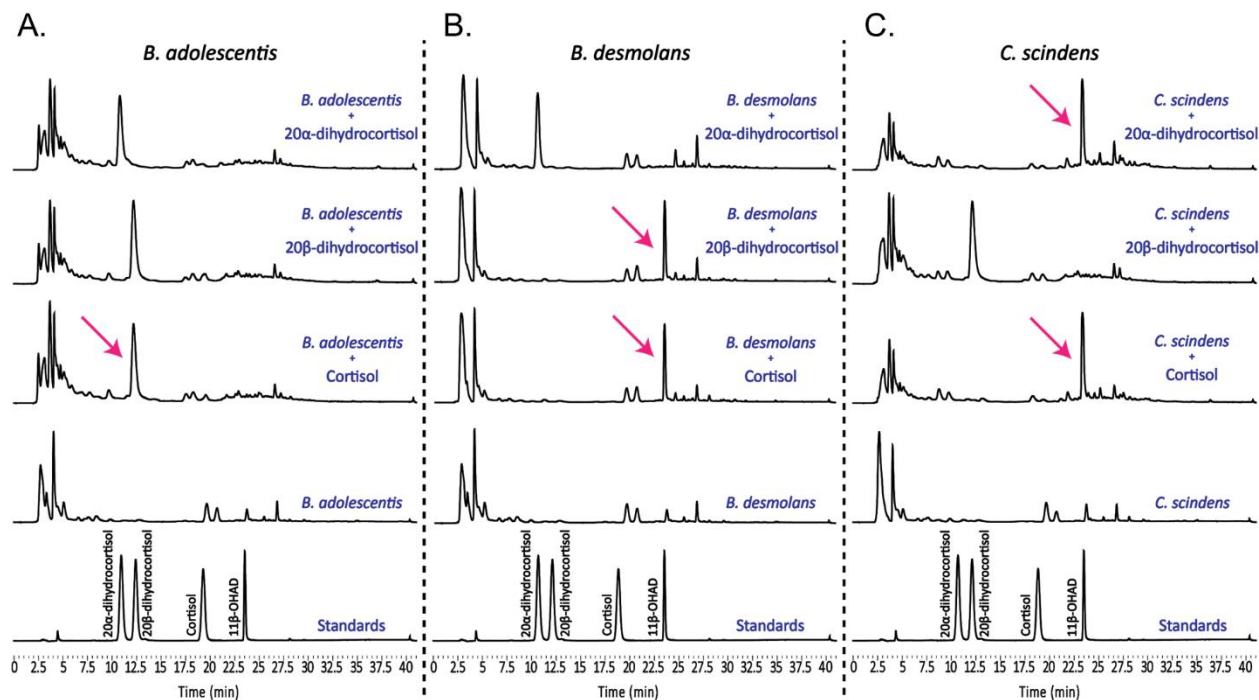 A.
B. adolescentis
B. adolescentis
+
20α-dihydrocortisol
B. adolescentis
+
20β-dihydrocortisol
B. adolescentis
+
Cortisol
B. adolescentis
20α-dihydrocortisol
20β-dihydrocortisol
Cortisol
11β-OHAD
Standards
0 2.5 5 7.5 10 12.5 15 17.5 20 22.5 25 27.5 30 32.5 35 37.5 40
Time (min)
B.
B. desmolans
B. desmolans
+
20α-dihydrocortisol
B. desmolans
+
20β-dihydrocortisol
B. desmolans
+
Cortisol
B. desmolans
20α-dihydrocortisol
20β-dihydrocortisol
Cortisol
11β-OHAD
Standards
0 2.5 5 7.5 10 12.5 15 17.5 20 22.5 25 27.5 30 32.5 35 37.5 40
Time (min)
C.
C. scindens
C. scindens
+
20α-dihydrocortisol
C. scindens
+
20β-dihydrocortisol
C. scindens
+
Cortisol
C. scindens
20α-dihydrocortisol
20β-dihydrocortisol
Cortisol
11β-OHAD
Standards
0 2.5 5 7.5 10 12.5 15 17.5 20 22.5 25 27.5 30 32.5 35 37.5 40
Time (min)